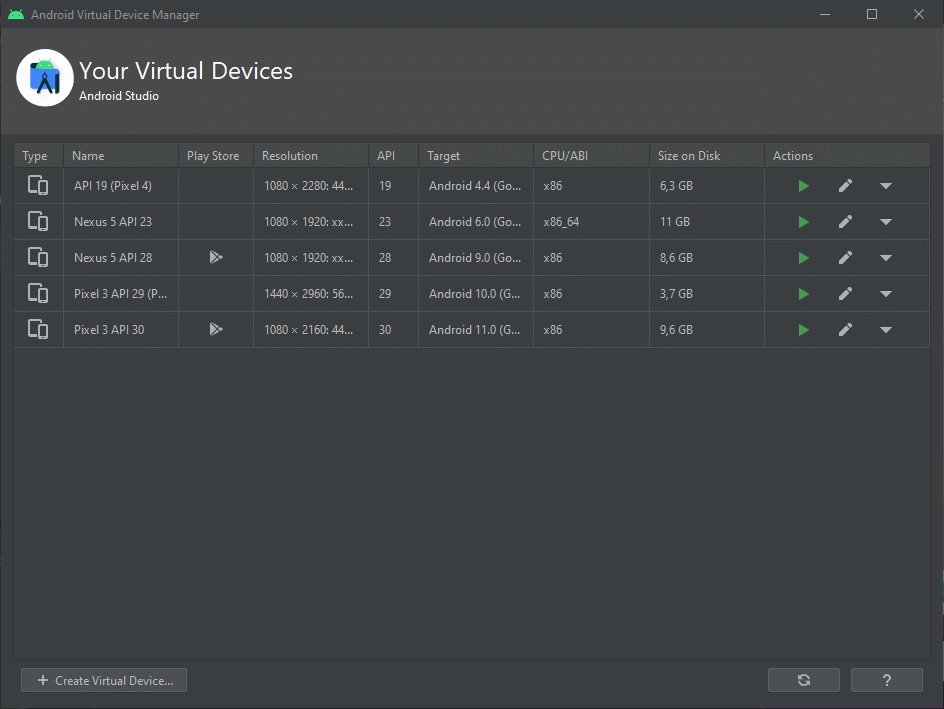 Android Virtual Device Manager
Your Virtual Devices
Android Studio
Type Name Play Store Resolution API Target CPU/ABI Size on Disk Actions
API 19 (Pixel 4) 1080 × 2280: 44... 19 Android 4.4 (Go... x86 6,3 GB
Nexus 5 API 23 1080 × 1920: xx... 23 Android 6.0 (Go... x86_64 11 GB
Nexus 5 API 28 1080 × 1920: xx... 28 Android 9.0 (Go... x86 8,6 GB
Pixel 3 API 29 (P... 1440 × 2960: 56... 29 Android 10.0 (G... x86 3,7 GB
Pixel 3 API 30 1080 × 2160: 44... 30 Android 11.0 (G... x86 9,6 GB
+ Create Virtual Device... ?